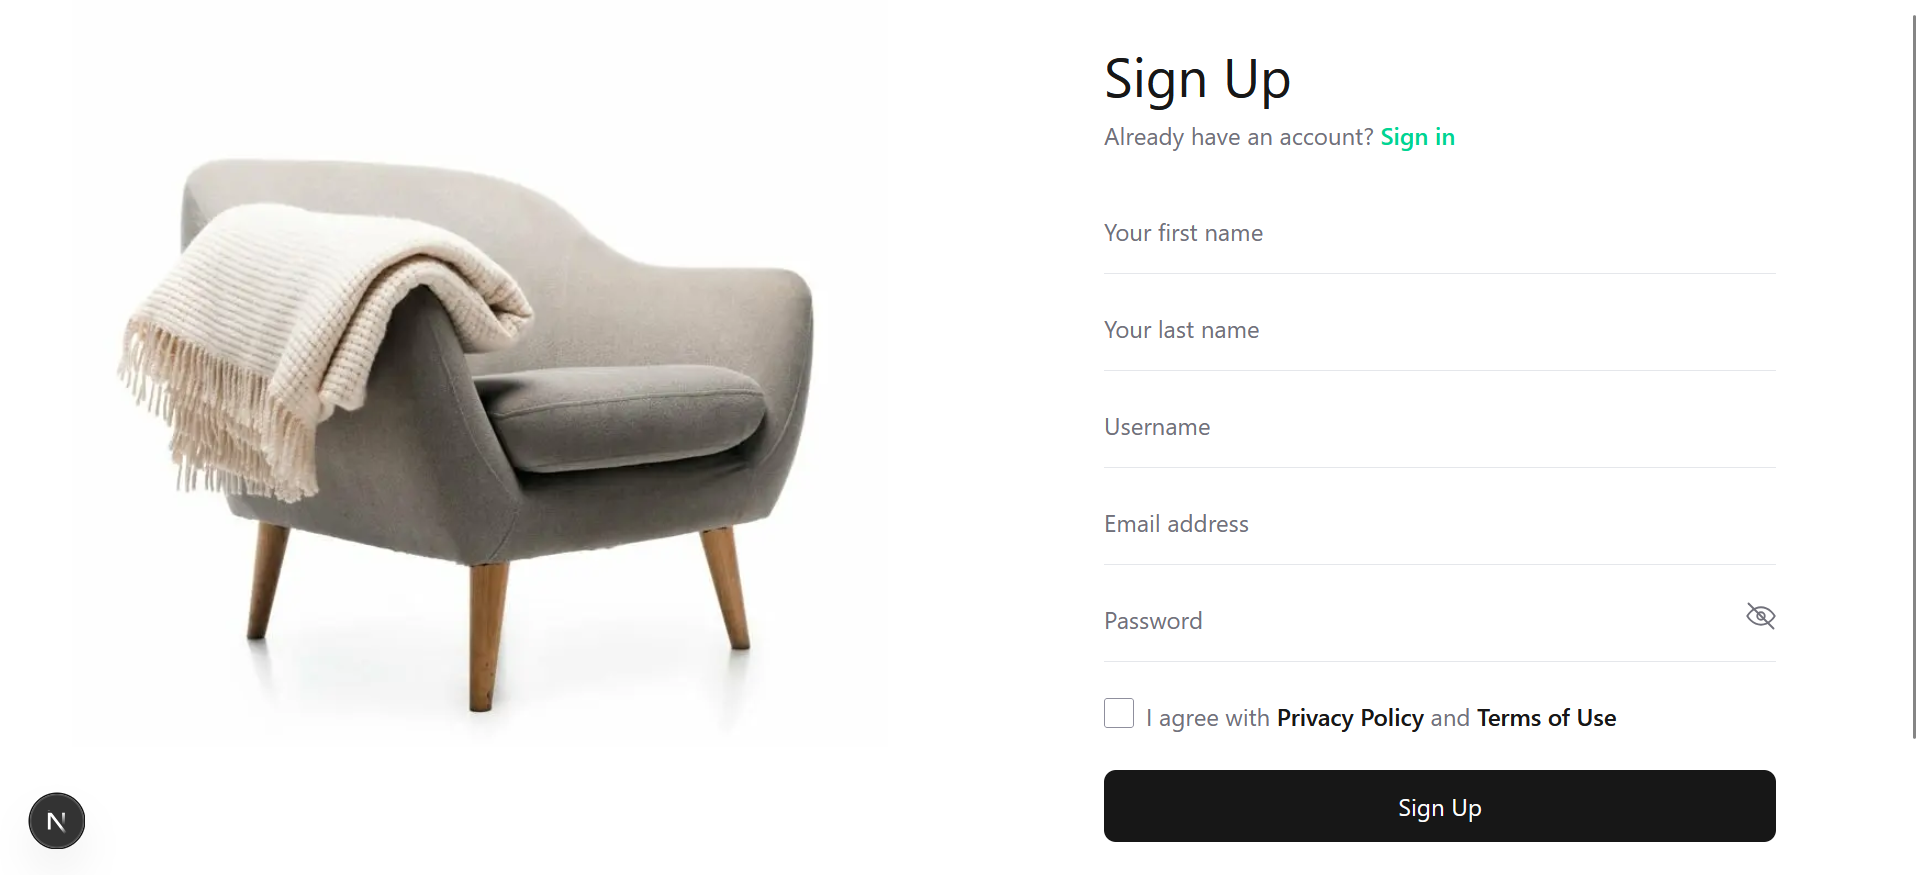 Sign Up
Already have an account? Sign in
Your first name
Your last name
Username
Email address
Password
I agree with Privacy Policy and Terms of Use
Sign Up
N